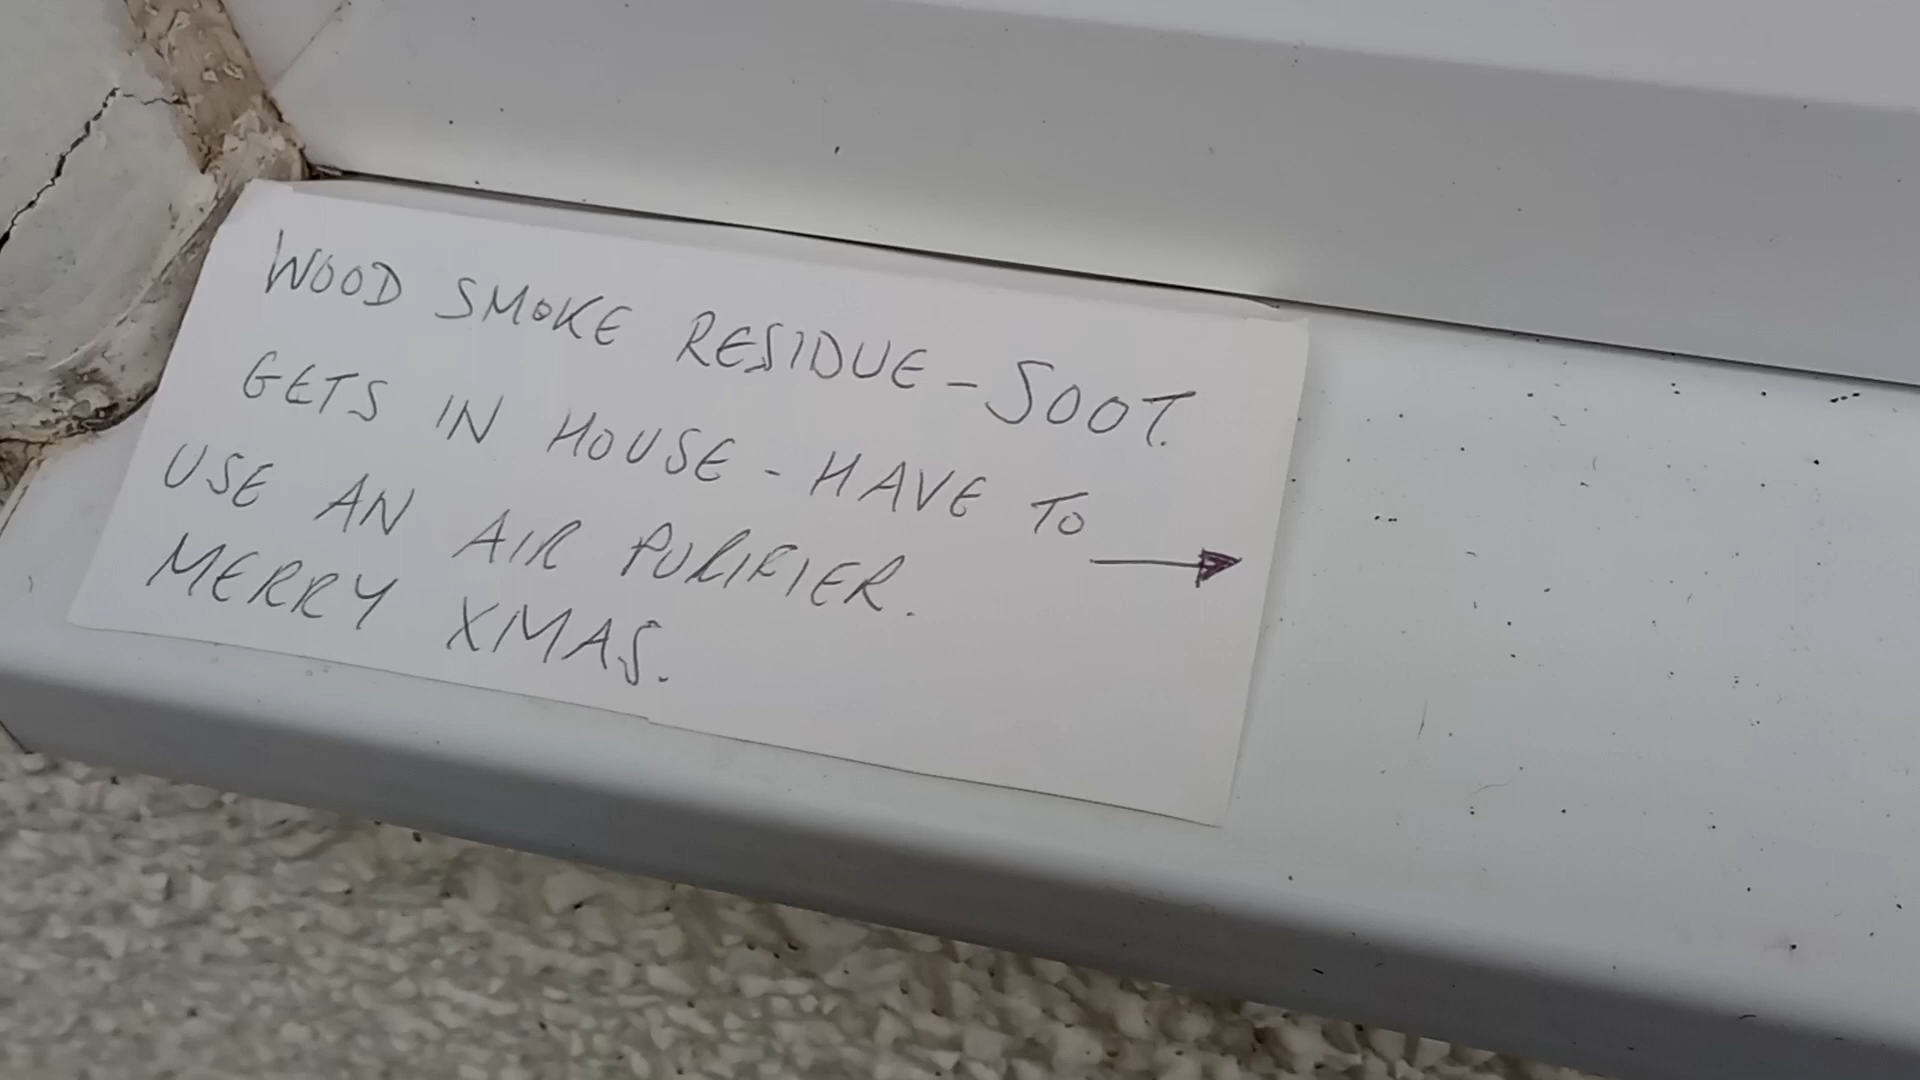 WOOD SMOKE RESIDUE - SOOT.
GETS IN HOUSE - HAVE TO
USE AN AIR PURIFIER.
MERRY XMAS.